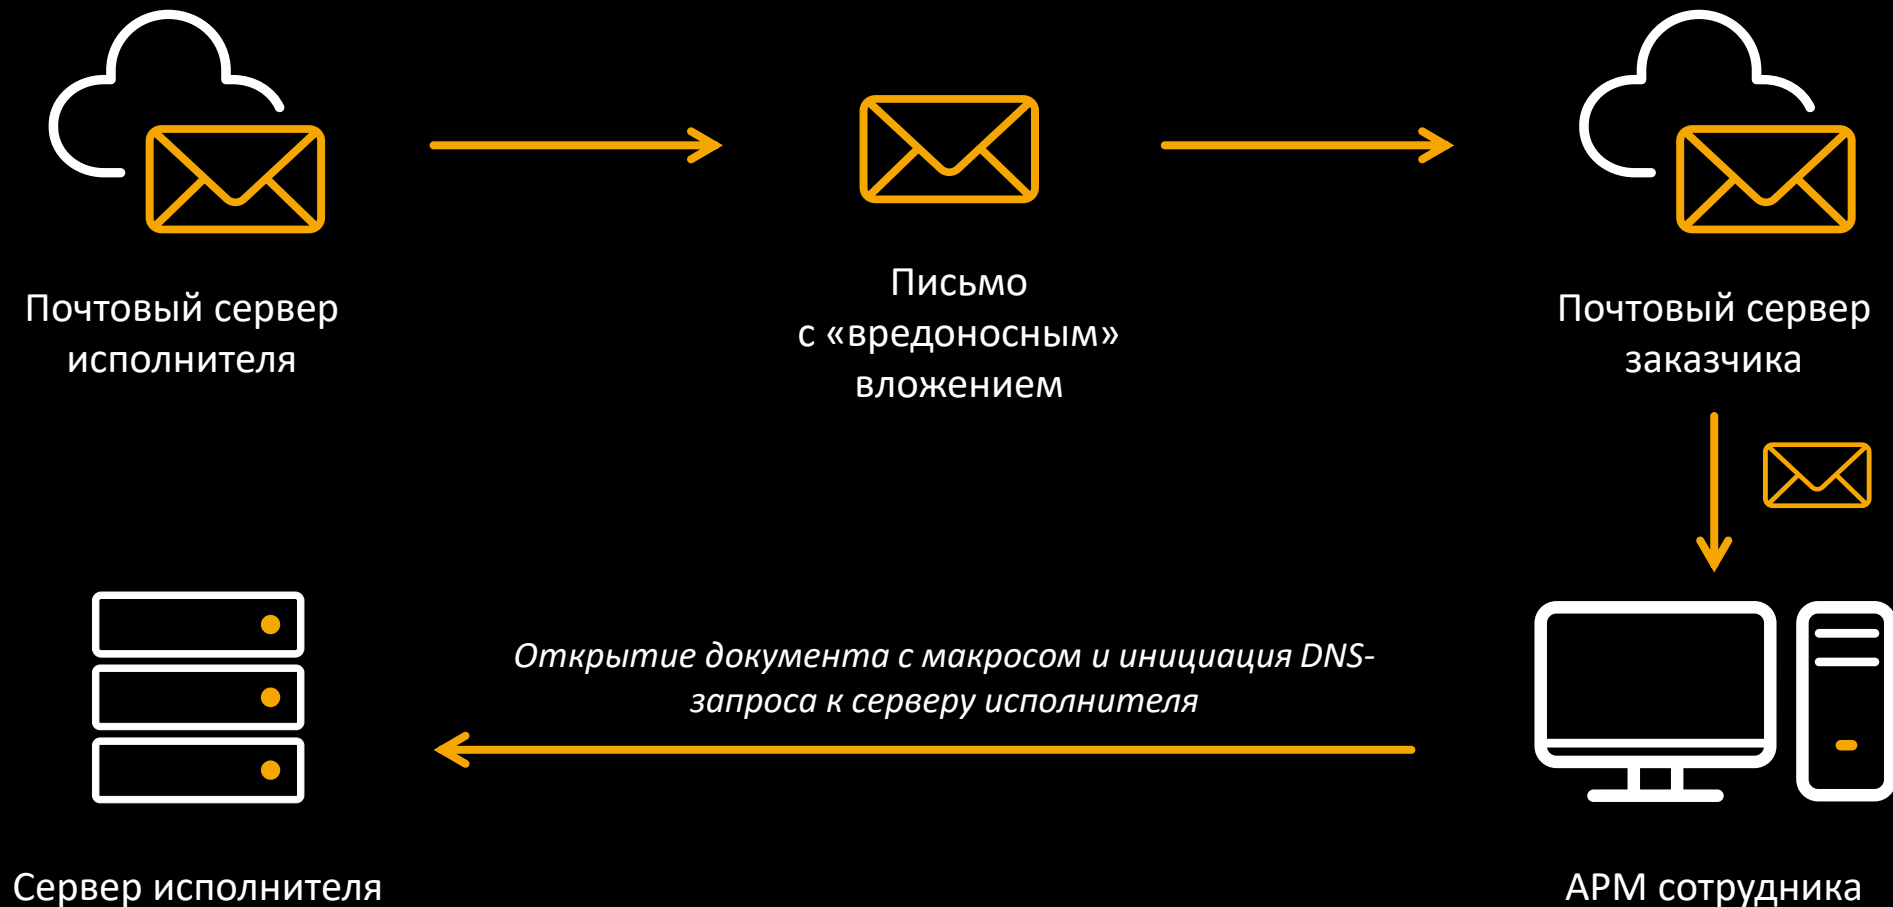 Почтовый сервер
исполнителя
Письмо
с «вредоносным»
вложением
Почтовый сервер
заказчика
Открытие документа с макросом и инициация DNS-
запроса к серверу исполнителя
Сервер исполнителя
АРМ сотрудника